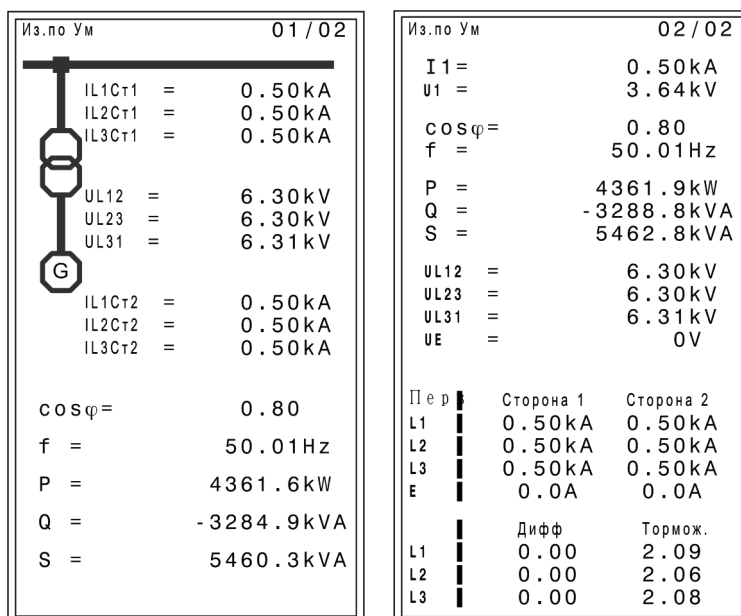 Из.по Ум 01/02
IL1Ст1 = 0.50kA
IL2Ст1 = 0.50kA
IL3Ст1 = 0.50kA
UL12 = 6.30kV
UL23 = 6.30kV
UL31 = 6.31kV
G
IL1Ст2 = 0.50kA
IL2Ст2 = 0.50kA
IL3Ст2 = 0.50kA
cosφ= 0.80
f = 50.01Hz
P = 4361.6kW
Q = -3284.9kVA
S = 5460.3kVA
Из.по Ум 02/02
I1= 0.50kA
U1 = 3.64kV
cosφ= 0.80
f = 50.01Hz
P = 4361.9kW
Q = -3288.8kVA
S = 5462.8kVA
UL12 = 6.30kV
UL23 = 6.30kV
UL31 = 6.31kV
UE = 0V
Перв Сторона 1 Сторона 2
L1 0.50kA 0.50kA
L2 0.50kA 0.50kA
L3 0.50kA 0.50kA
E 0.0A 0.0A
Дифф Тормож.
L1 0.00 2.09
L2 0.00 2.06
L3 0.00 2.08